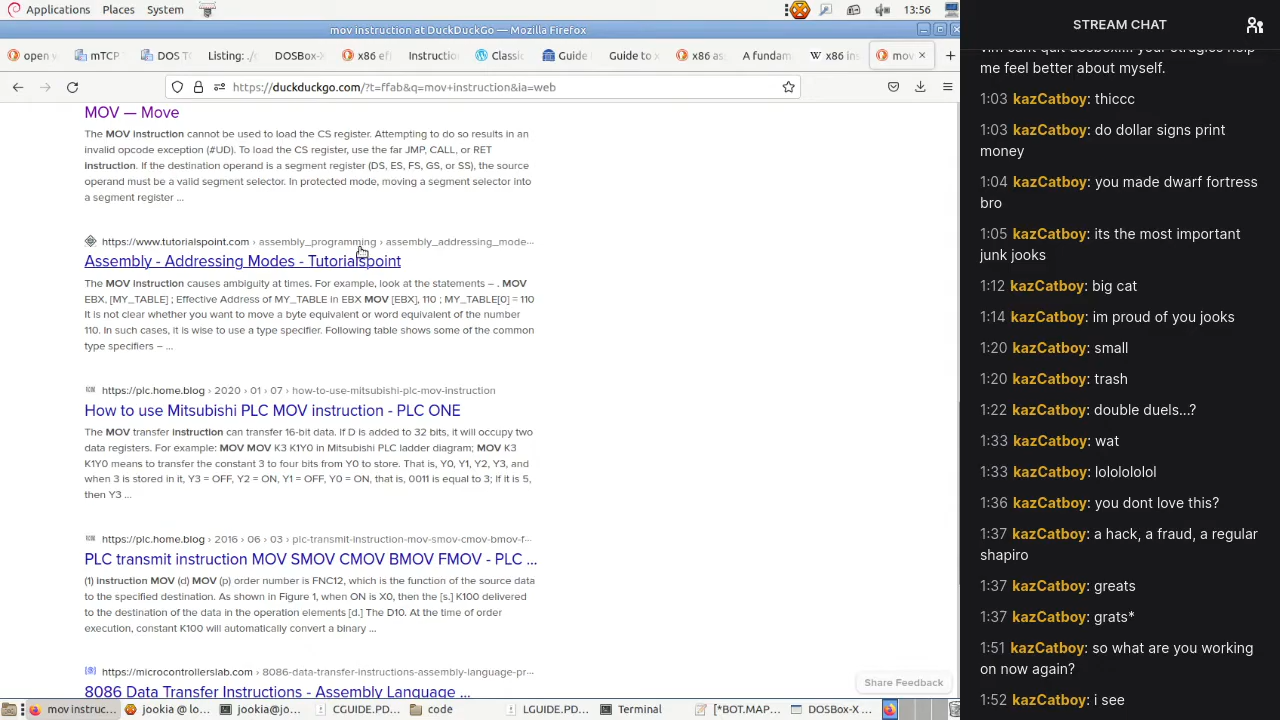 Applications Places System 13:56
mov instruction at DuckDuckGo — Mozilla Firefox
open w mTCP DOS TO Listing: / DOSBox- x86 effi Instructio Classic Guide Guide to x x86 ass A fundam x86 ins mov
https://duckduckgo.com/?t=ffab&q=mov+instruction&ia=web
MOV — Move
The MOV instruction cannot be used to load the CS register. Attempting to do so results in an
invalid opcode exception (#UD). To load the CS register, use the far JMP, CALL, or RET
instruction. If the destination operand is a segment register (DS, ES, FS, GS, or SS), the source
operand must be a valid segment selector. In protected mode, moving a segment selector into
a segment register ...
https://www.tutorialspoint.com › assembly_programming › assembly_addressing_mode···
Assembly - Addressing Modes - Tutorialspoint
The MOV instruction causes ambiguity at times. For example, look at the statements – . MOV
EBX, [MY_TABLE] ; Effective Address of MY_TABLE in EBX MOV [EBX], 110 ; MY_TABLE[0] = 110
It is not clear whether you want to move a byte equivalent or word equivalent of the number
110. In such cases, it is wise to use a type specifier. Following table shows some of the common
type specifiers – ...
https://plc.home.blog › 2020 › 01 › 07 › how-to-use-mitsubishi-plc-mov-instruction
How to use Mitsubishi PLC MOV instruction - PLC ONE
The MOV transfer instruction can transfer 16-bit data. If D is added to 32 bits, it will occupy two
data registers. For example: MOV MOV K3 K1Y0 in Mitsubishi PLC ladder diagram; MOV K3
K1Y0 means to transfer the constant 3 to four bits from Y0 to store. That is, Y0, Y1, Y2, Y3, and
when 3 is stored in it, Y3 = OFF, Y2 = ON, Y1 = OFF, Y0 = ON, that is, 0011 is equal to 3; If it is 5,
then Y3 ...
https://plc.home.blog › 2016 › 06 › 03 › plc-transmit-instruction-mov-smov-cmov-bmov-f···
PLC transmit instruction MOV SMOV CMOV BMOV FMOV - PLC ...
(1) instruction MOV (d) MOV (p) order number is FNC12, which is the function of the source data
to the specified destination. As shown in Figure 1, when ON is X0, then the [s.] K100 delivered
to the destination of the data in the operation elements [d.] The D10. At the time of order
execution, constant K100 will automatically convert a binary ...
https://microcontrollerslab.com › 8086-data-transfer-instructions-assembly-language-pr···
8086 Data Transfer Instructions - Assembly Language ...
Share Feedback
mov instruc... jookia @ lo... jookia@jo... CGUIDE.PD... code LGUIDE.PD... Terminal [*BOT.MAP... DOSBox-X ...
STREAM CHAT
me feel better about myself.
1:03 kazCatboy: thiccc
1:03 kazCatboy: do dollar signs print
money
1:04 kazCatboy: you made dwarf fortress
bro
1:05 kazCatboy: its the most important
junk jooks
1:12 kazCatboy: big cat
1:14 kazCatboy: im proud of you jooks
1:20 kazCatboy: small
1:20 kazCatboy: trash
1:22 kazCatboy: double duels...?
1:33 kazCatboy: wat
1:33 kazCatboy: lolololololol
1:36 kazCatboy: you dont love this?
1:37 kazCatboy: a hack, a fraud, a regular
shapiro
1:37 kazCatboy: greats
1:37 kazCatboy: grats*
1:51 kazCatboy: so what are you working
on now again?
1:52 kazCatboy: i see